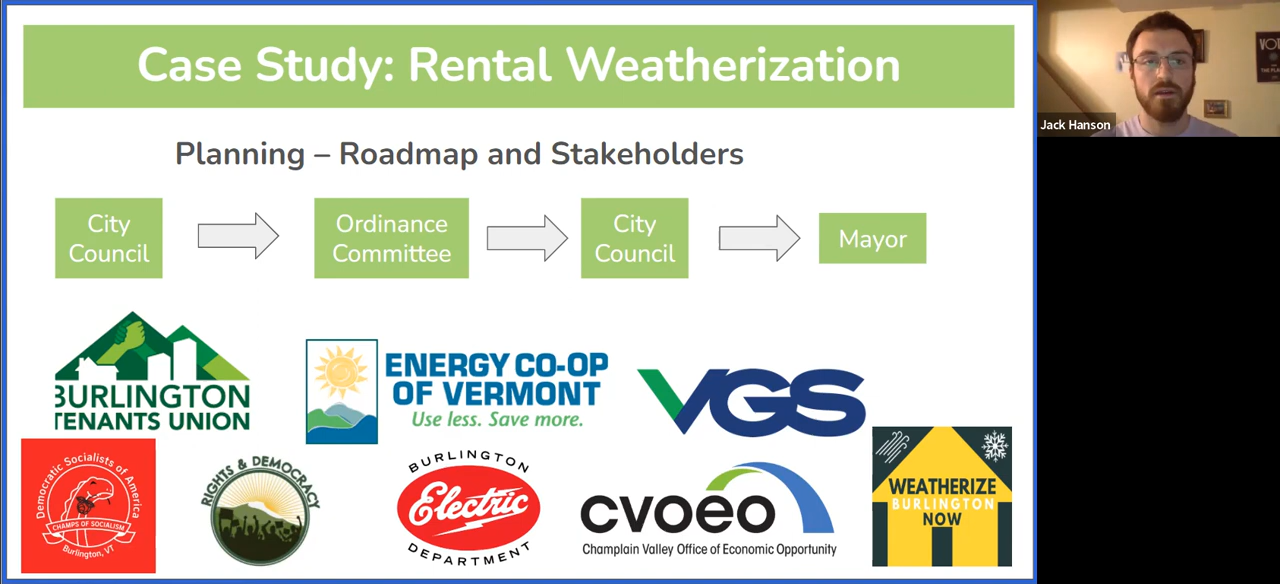 Case Study: Rental Weatherization
Jack Hanson
Planning – Roadmap and Stakeholders
City
Council
Ordinance
Committee
City
Council
Mayor
BURLINGTON
TENANTS UNION
ENERGY CO-OP
OF VERMONT
Use less. Save more.
VGS
Democratic Socialists of America
CHAMPS OF SOCIALISM
Burlington, VT
RIGHTS & DEMOCRACY
BURLINGTON
Electric
DEPARTMENT
cvoeo
Champlain Valley Office of Economic Opportunity
WEATHERIZE
BURLINGTON
NOW